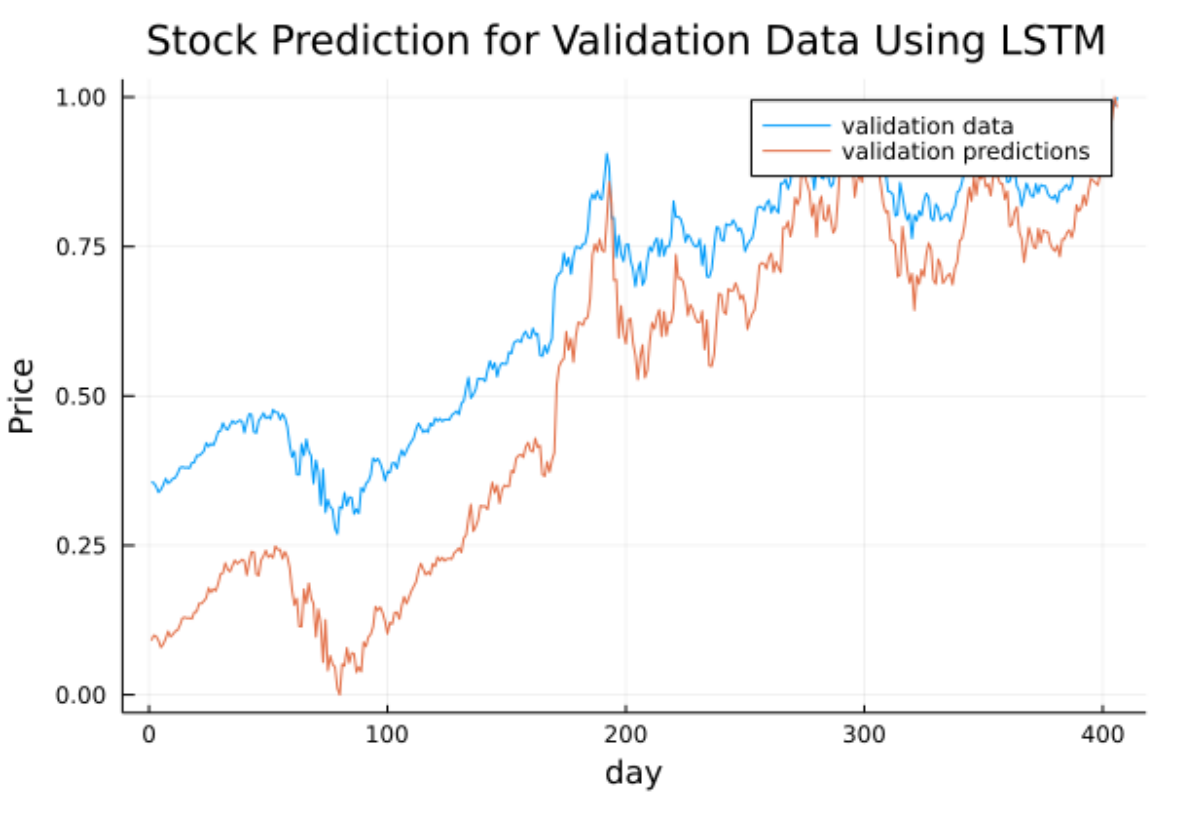 Stock Prediction for Validation Data Using LSTM
1.00
validation data
validation predictions
0.75
0.50
Price
0.25
0.00
0 100 200 300 400
day